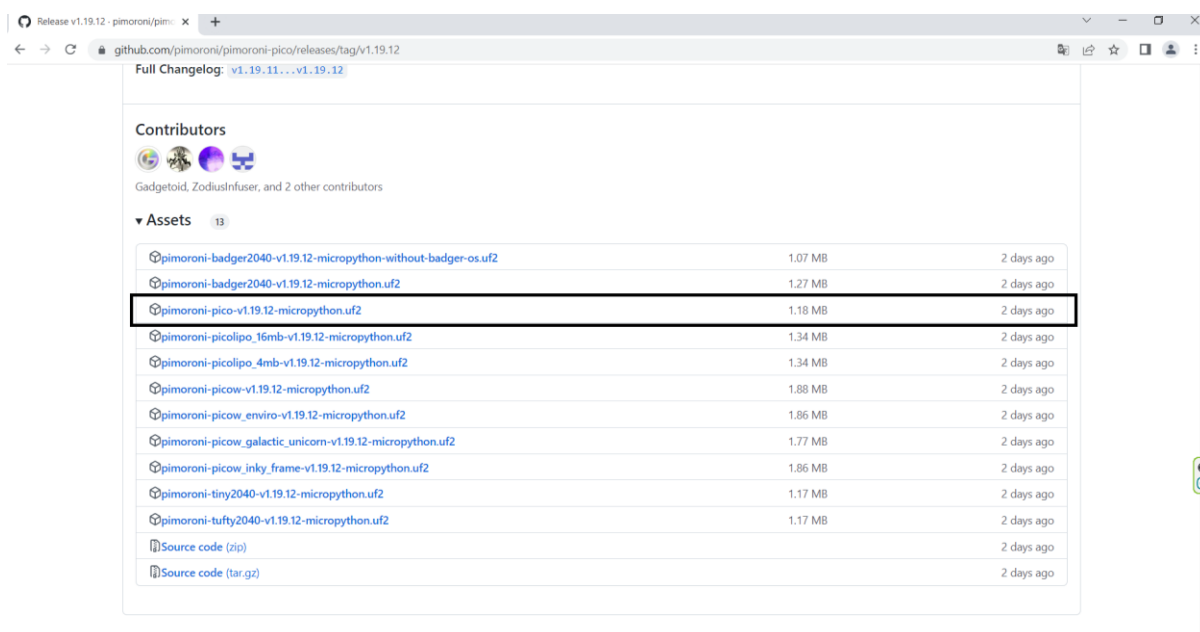 Release v1.19.12 · pimoroni/pimo
github.com/pimoroni/pimoroni-pico/releases/tag/v1.19.12
Full Changelog: v1.19.11...v1.19.12
Contributors
Gadgetoid, ZodiusInfuser, and 2 other contributors
Assets 13
pimoroni-badger2040-v1.19.12-micropython-without-badger-os.uf2 1.07 MB 2 days ago
pimoroni-badger2040-v1.19.12-micropython.uf2 1.27 MB 2 days ago
pimoroni-pico-v1.19.12-micropython.uf2 1.18 MB 2 days ago
pimoroni-picolipo_16mb-v1.19.12-micropython.uf2 1.34 MB 2 days ago
pimoroni-picolipo_4mb-v1.19.12-micropython.uf2 1.34 MB 2 days ago
pimoroni-picow-v1.19.12-micropython.uf2 1.88 MB 2 days ago
pimoroni-picow_enviro-v1.19.12-micropython.uf2 1.86 MB 2 days ago
pimoroni-picow_galactic_unicorn-v1.19.12-micropython.uf2 1.77 MB 2 days ago
pimoroni-picow_inky_frame-v1.19.12-micropython.uf2 1.86 MB 2 days ago
pimoroni-tiny2040-v1.19.12-micropython.uf2 1.17 MB 2 days ago
pimoroni-tufty2040-v1.19.12-micropython.uf2 1.17 MB 2 days ago
Source code (zip) 2 days ago
Source code (tar.gz) 2 days ago